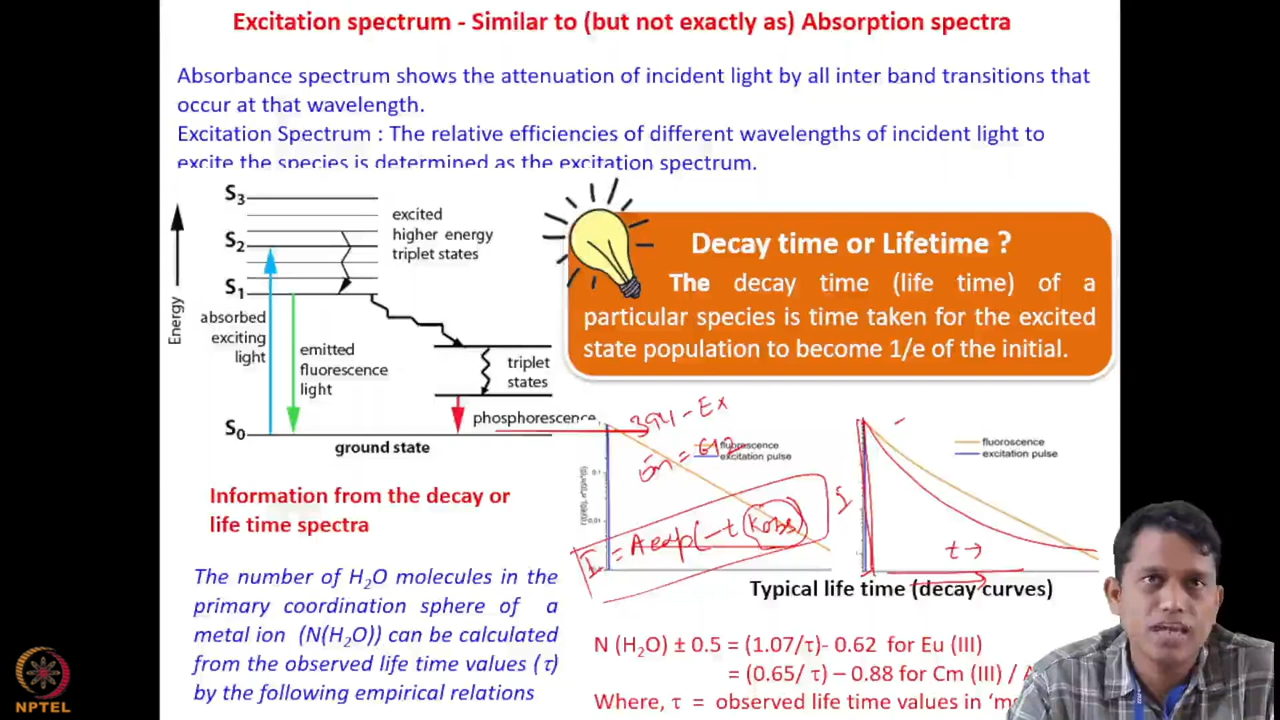 Excitation spectrum - Similar to (but not exactly as) Absorption spectra
Absorbance spectrum shows the attenuation of incident light by all inter band transitions that
occur at that wavelength.
Excitation Spectrum : The relative efficiencies of different wavelengths of incident light to
excite the species is determined as the excitation spectrum.
S₃
S₂
S₁
S₀
Energy
excited
higher energy
triplet states
absorbed
exciting
light
emitted
fluorescence
light
triplet
states
phosphorescence
ground state
Decay time or Lifetime ?
The decay time (life time) of a
particular species is time taken for the excited
state population to become 1/e of the initial.
394 - Ex
Em = 612
fluorescence
excitation pulse
0.1
0.01
I = A exp(-t Kobs)
fluoroscence
excitation pulse
I
t →
Typical life time (decay curves)
Information from the decay or
life time spectra
The number of H₂O molecules in the
primary coordination sphere of a
metal ion (N(H₂O)) can be calculated
from the observed life time values (τ)
by the following empirical relations
N (H₂O) ± 0.5 = (1.07/τ)- 0.62 for Eu (III)
= (0.65/ τ) – 0.88 for Cm (III) /
Where, τ = observed life time values in
NPTEL